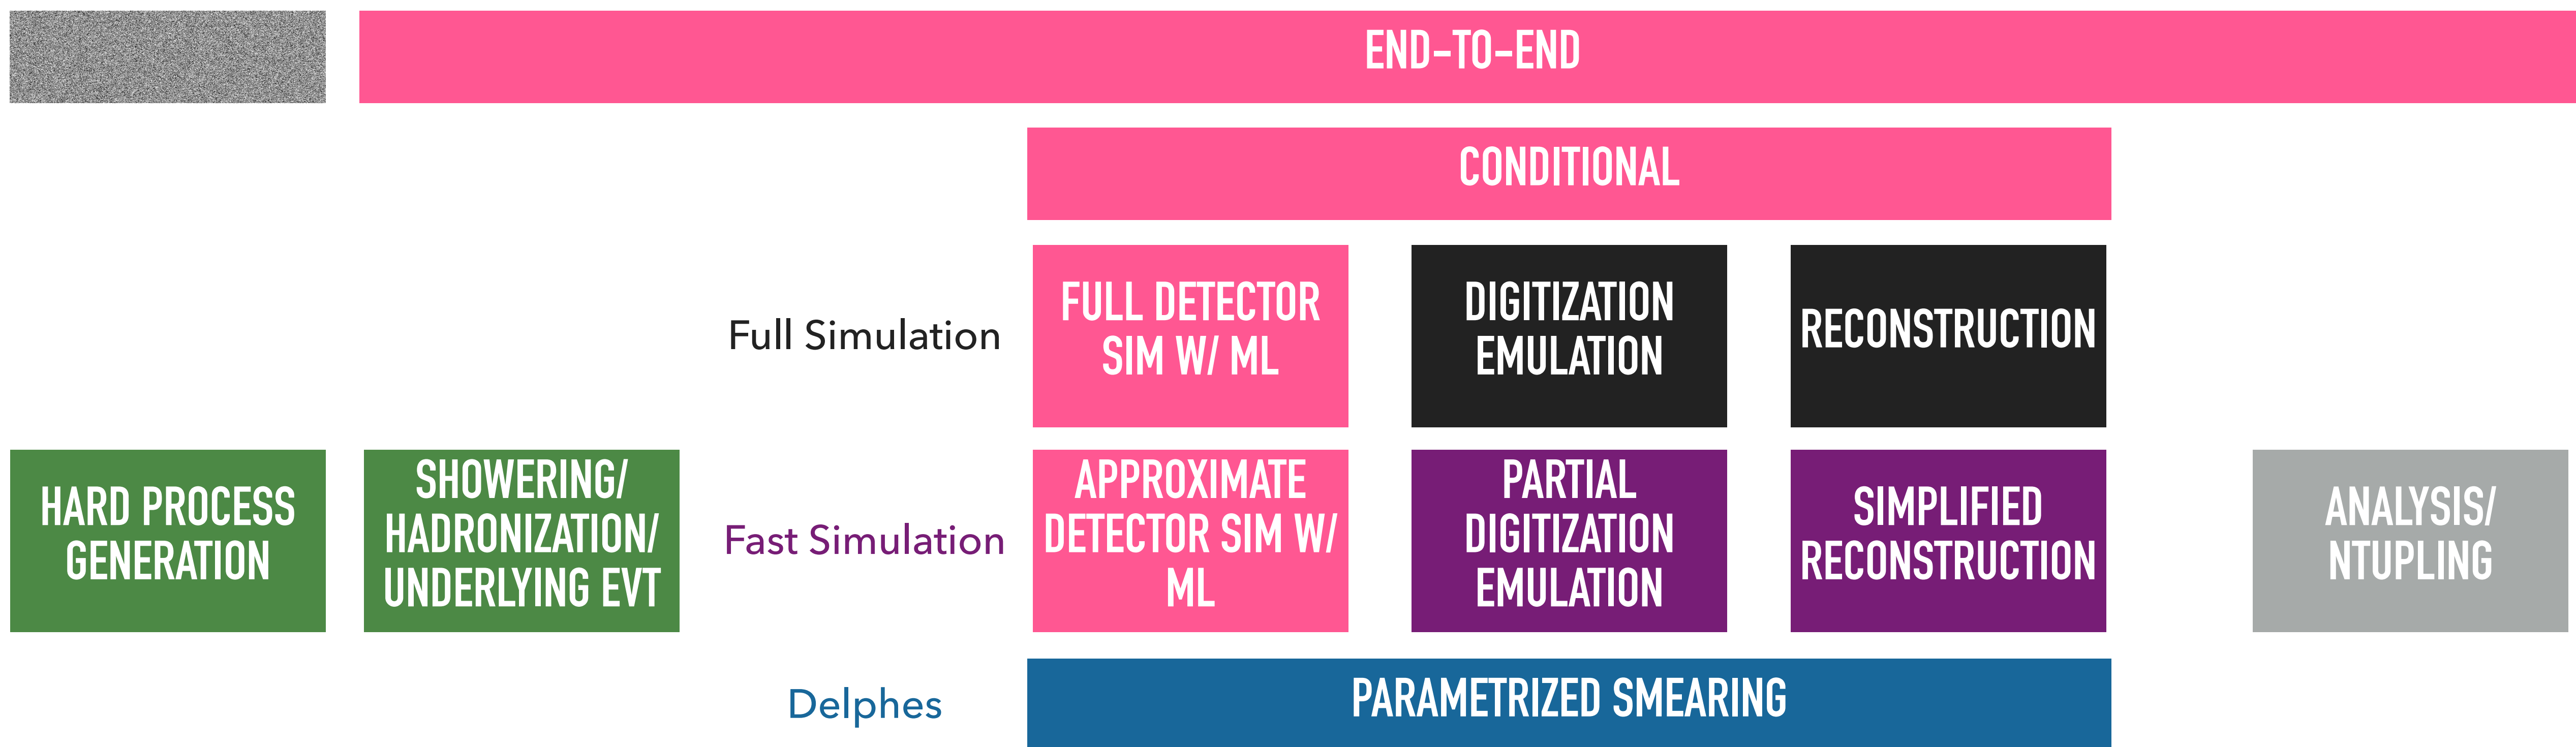 END-TO-END
CONDITIONAL
Full Simulation
FULL DETECTOR
SIM W/ ML
DIGITIZATION
EMULATION
RECONSTRUCTION
HARD PROCESS
GENERATION
SHOWERING/
HADRONIZATION/
UNDERLYING EVT
Fast Simulation
APPROXIMATE
DETECTOR SIM W/
ML
PARTIAL
DIGITIZATION
EMULATION
SIMPLIFIED
RECONSTRUCTION
ANALYSIS/
NTUPLING
Delphes
PARAMETRIZED SMEARING